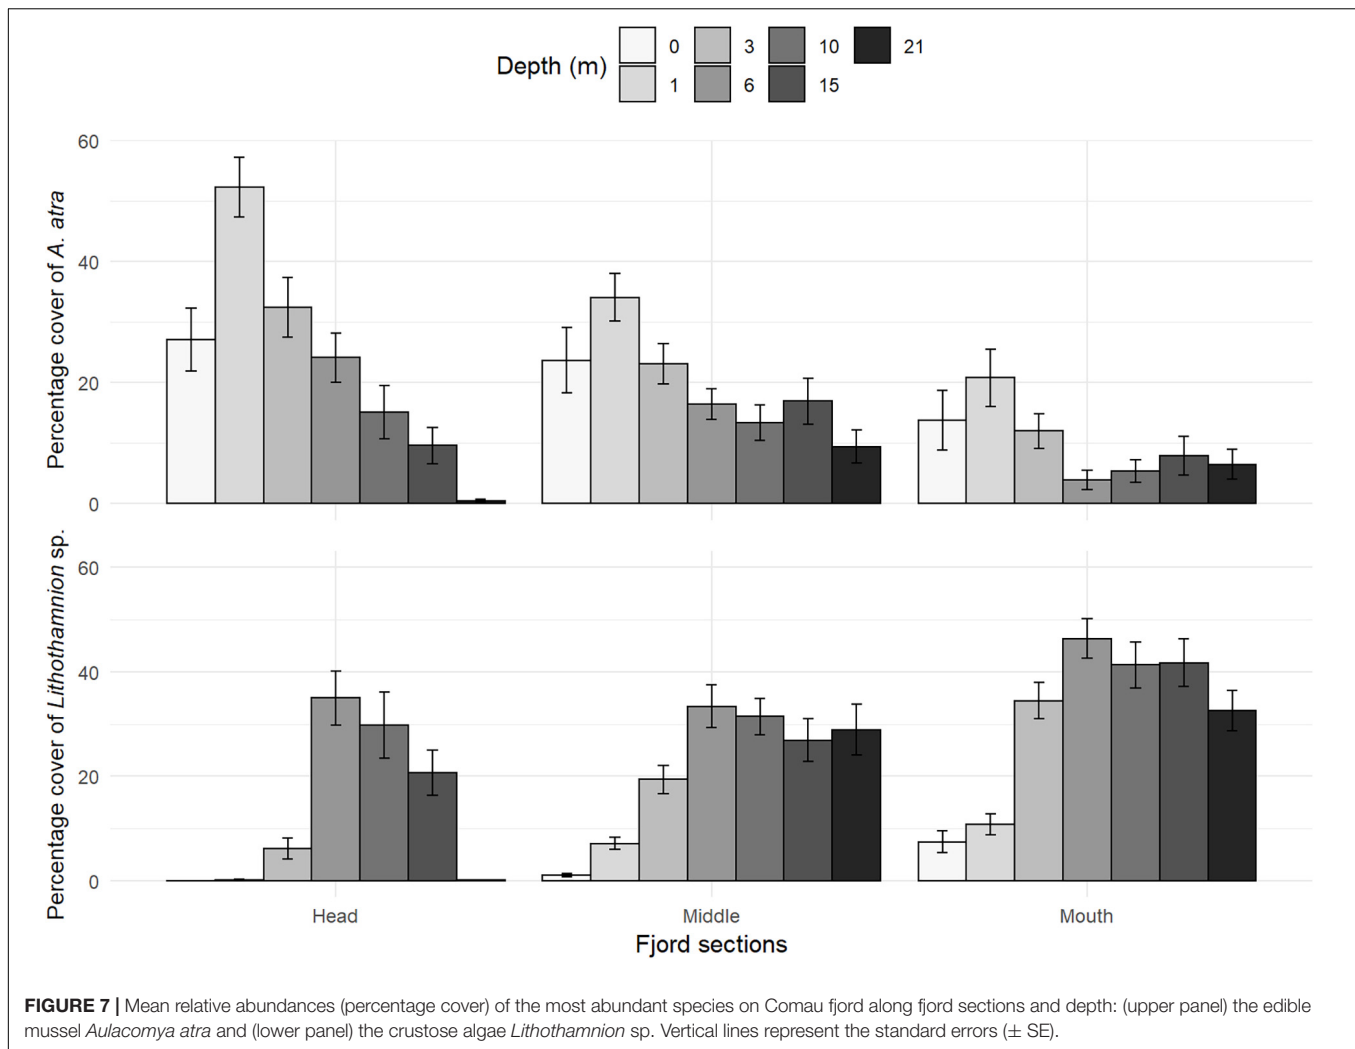 Depth (m)
0 3 10 21
1 6 15
Percentage cover of A. atra
60
40
20
0
Percentage cover of Lithothamnion sp.
60
40
20
0
Head Middle Mouth
Fjord sections
FIGURE 7 | Mean relative abundances (percentage cover) of the most abundant species on Comau fjord along fjord sections and depth: (upper panel) the edible
mussel Aulacomya atra and (lower panel) the crustose algae Lithothamnion sp. Vertical lines represent the standard errors (± SE).